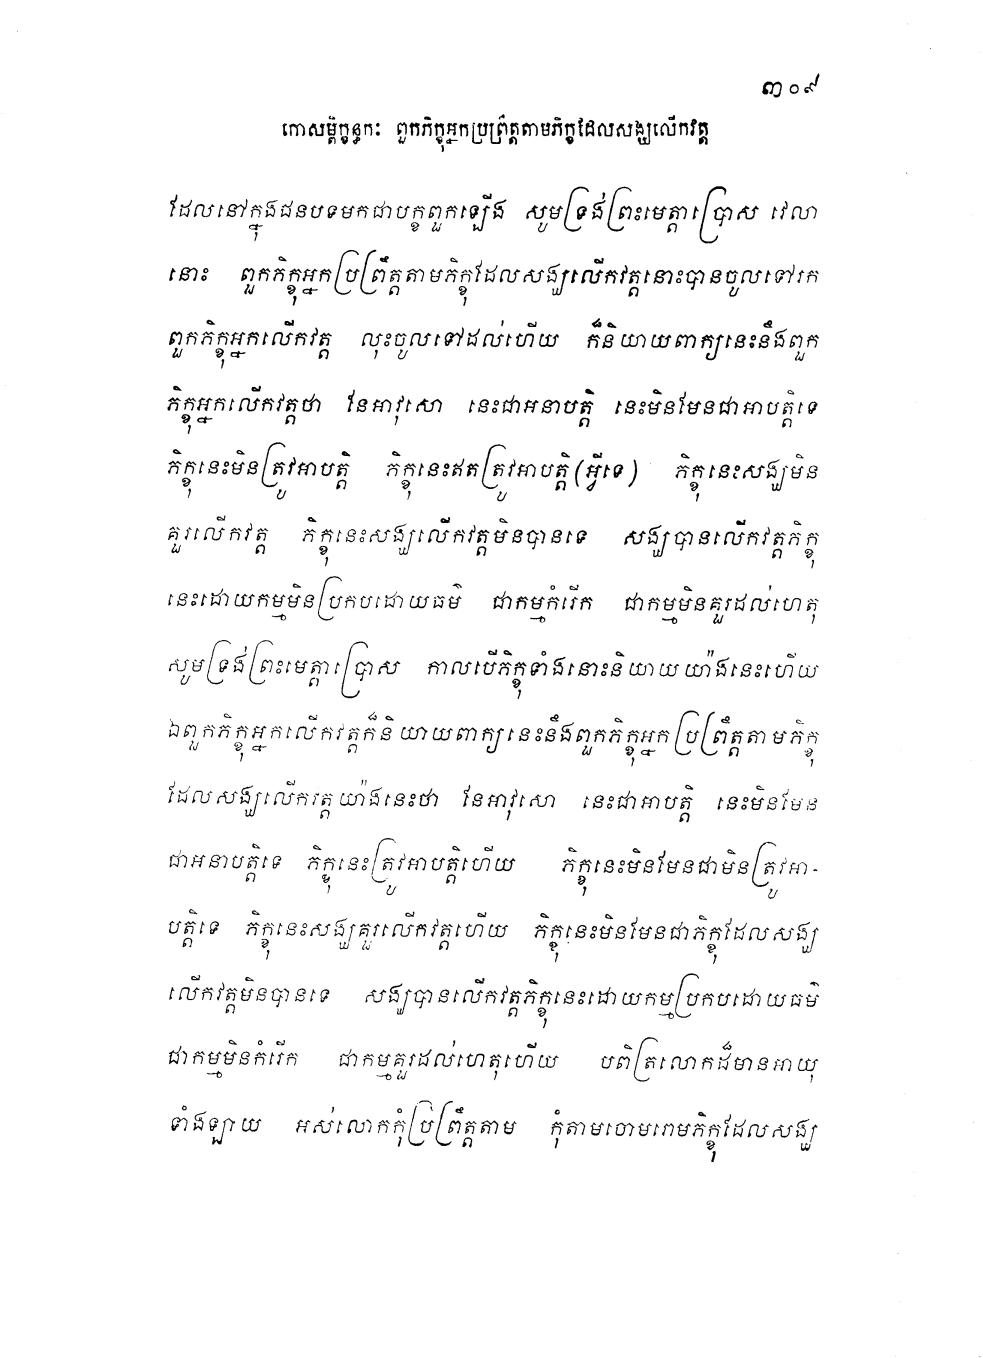 ៣០៩
កោសម្ពិក្ខន្ធកៈ ពួកភិក្ខុអ្នកប្រព្រឹត្តតាមភិក្ខុដែលសង្ឃលើកវត្ត
ដែលនៅក្នុងជនបទមកជាបក្ខពួកឡើង សូមទ្រង់ព្រះមេត្តាប្រោស វេលា
នោះ ពួកភិក្ខុអ្នកប្រព្រឹត្តតាមភិក្ខុដែលសង្ឃលើកវត្តនោះបានចូលទៅរក
ពួកភិក្ខុអ្នកលើកវត្ត លុះចូលទៅដល់ហើយ ក៏និយាយពាក្យនេះនឹងពួក
ភិក្ខុអ្នកលើកវត្តថា នែអាវុសោ នេះជាអនាបត្តិ នេះមិនមែនជាអាបត្តិទេ
ភិក្ខុនេះមិនត្រូវអាបត្តិ ភិក្ខុនេះឥតត្រូវអាបត្តិ(អ្វីទេ) ភិក្ខុនេះសង្ឃមិន
គួរលើកវត្ត ភិក្ខុនេះសង្ឃលើកវត្តមិនបានទេ សង្ឃបានលើកវត្តភិក្ខុ
នេះដោយកម្មមិនប្រកបដោយធម៌ ជាកម្មកំរើក ជាកម្មមិនគួរដល់ហេតុ
សូមទ្រង់ព្រះមេត្តាប្រោស កាលបើភិក្ខុទាំងនោះនិយាយយ៉ាងនេះហើយ
ឯពួកភិក្ខុអ្នកលើកវត្តក៏និយាយពាក្យនេះនឹងពួកភិក្ខុអ្នកប្រព្រឹត្តតាមភិក្ខុ
ដែលសង្ឃលើកវត្តយ៉ាងនេះថា នែអាវុសោ នេះជាអាបត្តិ នេះមិនមែន
ជាអនាបត្តិទេ ភិក្ខុនេះត្រូវអាបត្តិហើយ ភិក្ខុនេះមិនមែនជាមិនត្រូវអា-
បត្តិទេ ភិក្ខុនេះសង្ឃគួរលើកវត្តហើយ ភិក្ខុនេះមិនមែនជាភិក្ខុដែលសង្ឃ
លើកវត្តមិនបានទេ សង្ឃបានលើកវត្តភិក្ខុនេះដោយកម្មប្រកបដោយធម៌
ជាកម្មមិនកំរើក ជាកម្មគួរដល់ហេតុហើយ បពិត្រលោកដ៏មានអាយុ
ទាំងឡាយ អស់លោកកុំប្រព្រឹត្តតាម កុំតាមចោមរោមភិក្ខុដែលសង្ឃ